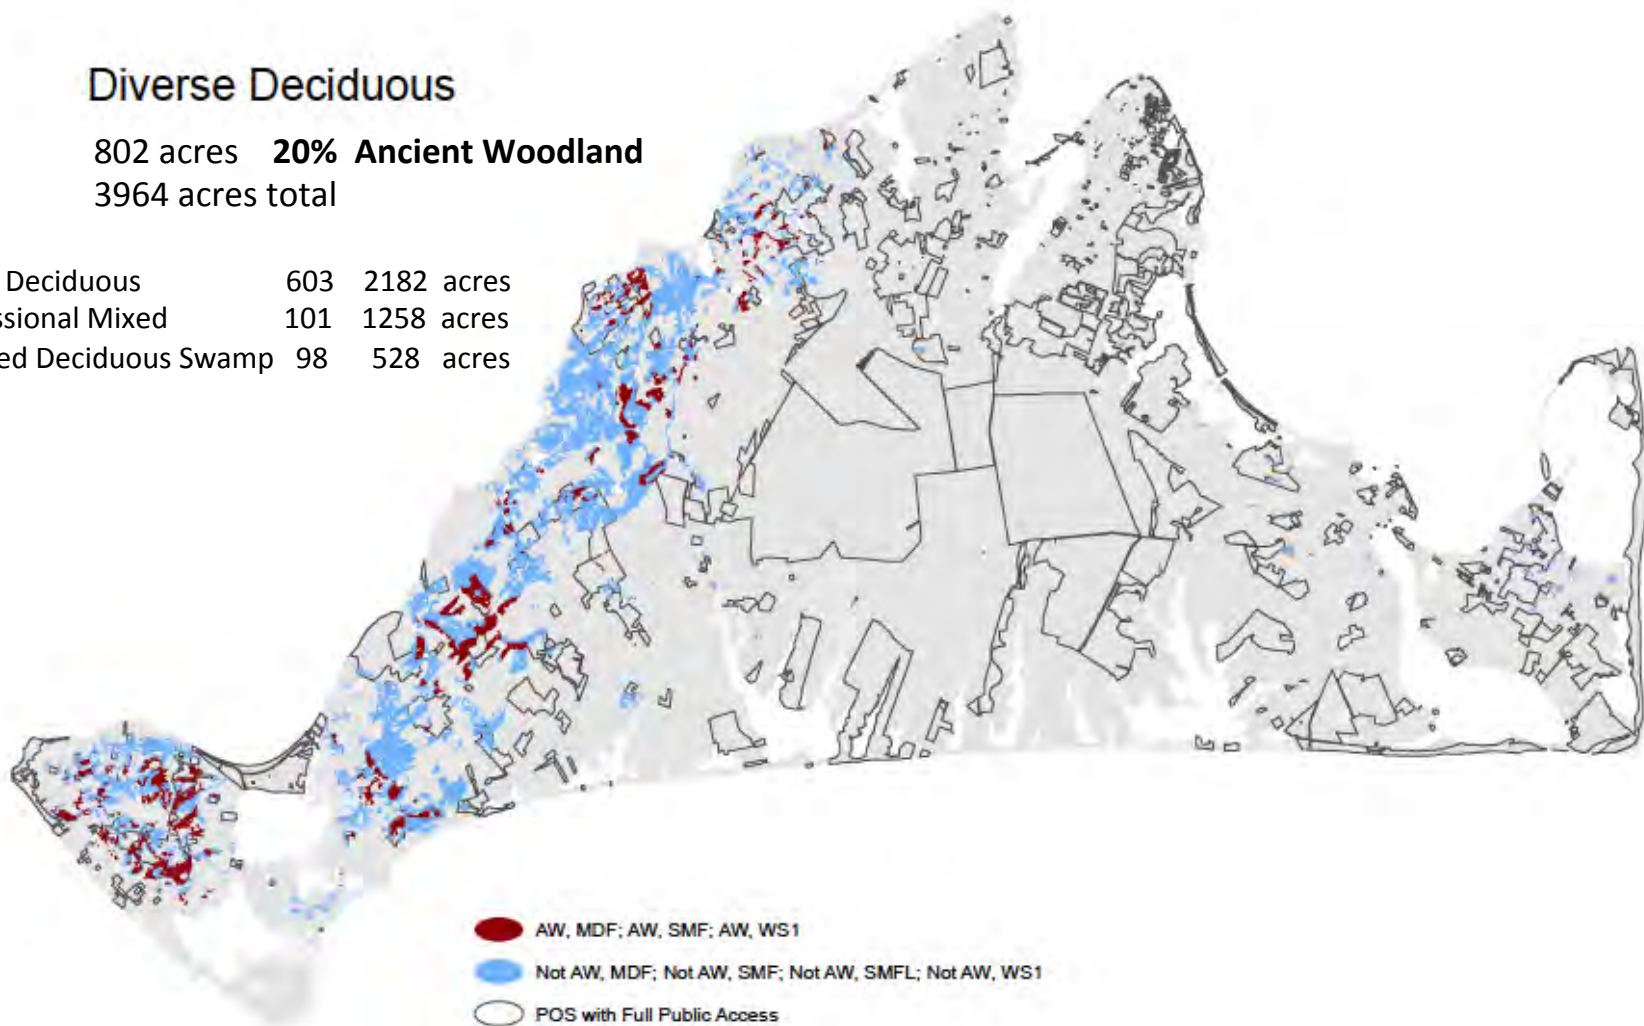 Diverse Deciduous
802 acres 20% Ancient Woodland
3964 acres total
Deciduous 603 2182 acres
ssional Mixed 101 1258 acres
ed Deciduous Swamp 98 528 acres
AW, MDF; AW, SMF; AW, WS1
Not AW, MDF; Not AW, SMF; Not AW, SMFL; Not AW, WS1
POS with Full Public Access